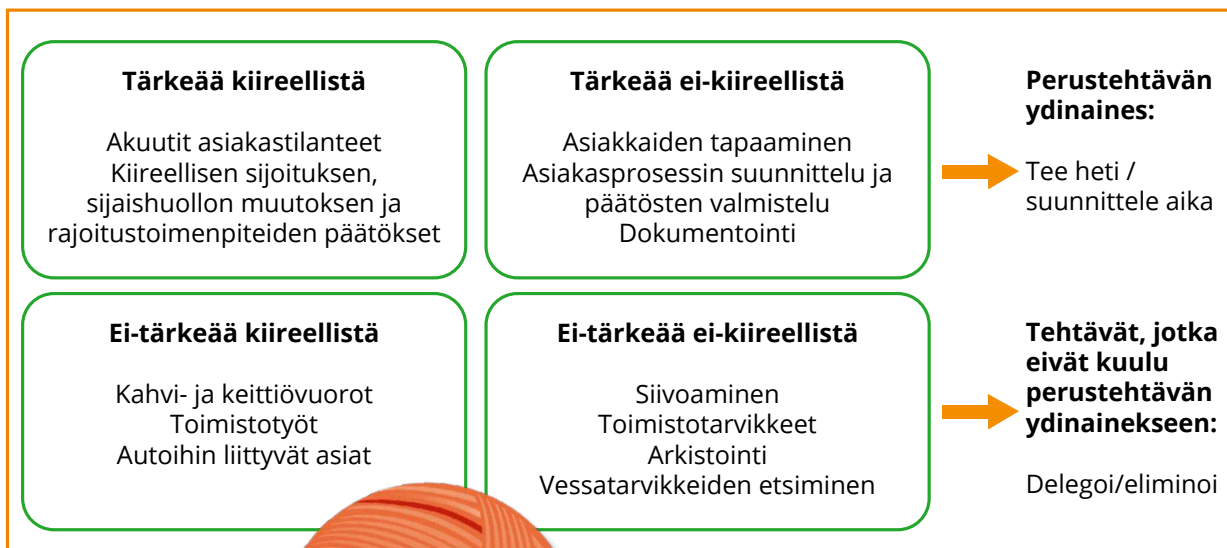 Tärkeää kiireellistä
Akuutit asiakastilanteet
Kiireellisen sijoituksen,
sijaishuollon muutoksen ja
rajoitustoimenpiteiden päätökset
Tärkeää ei-kiireellistä
Asiakkaiden tapaaminen
Asiakasprosessin suunnittelu ja
päätösten valmistelu
Dokumentointi
Perustehtävän
ydinaines:
Tee heti /
suunnittele aika
Ei-tärkeää kiireellistä
Kahvi- ja keittiövuorot
Toimistotyöt
Autoihin liittyvät asiat
Ei-tärkeää ei-kiireellistä
Siivoaminen
Toimistotarvikkeet
Arkistointi
Vessatarvikkeiden etsiminen
Tehtävät, jotka
eivät kuulu
perustehtävän
ydinainekseen:
Delegoi/eliminoi